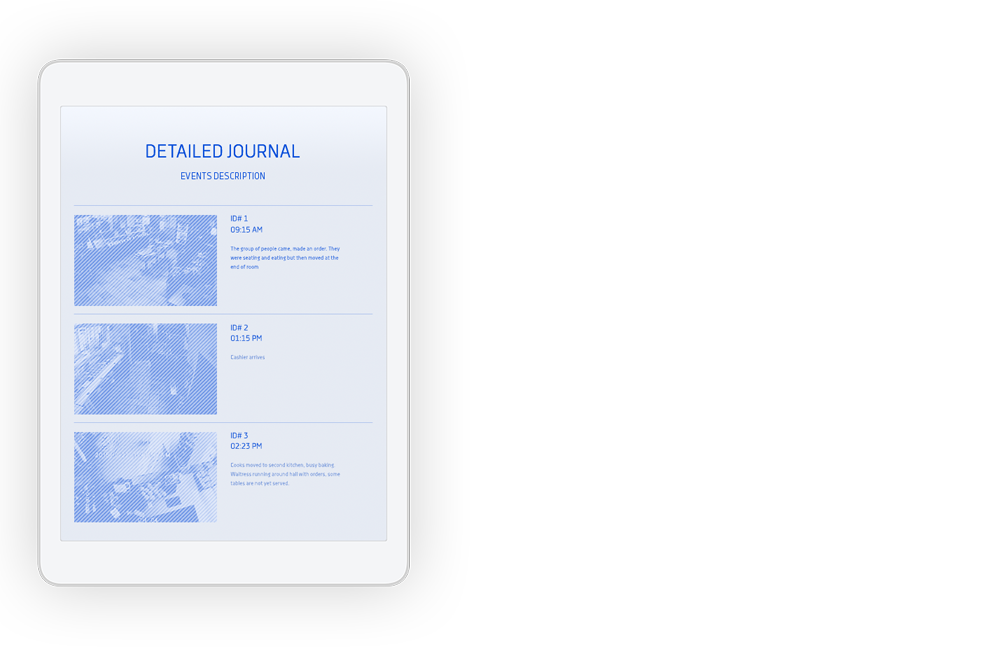 DETAILED JOURNAL
EVENTS DESCRIPTION
ID# 1
09:15 AM
The group of people came, made an order. They
were seating and eating but then moved at the
end of room
ID# 2
01:15 PM
Cashier arrives
ID# 3
02:23 PM
Cooks moved to second kitchen, busy baking
Waitress running around hall with orders, some
tables are not yet served.